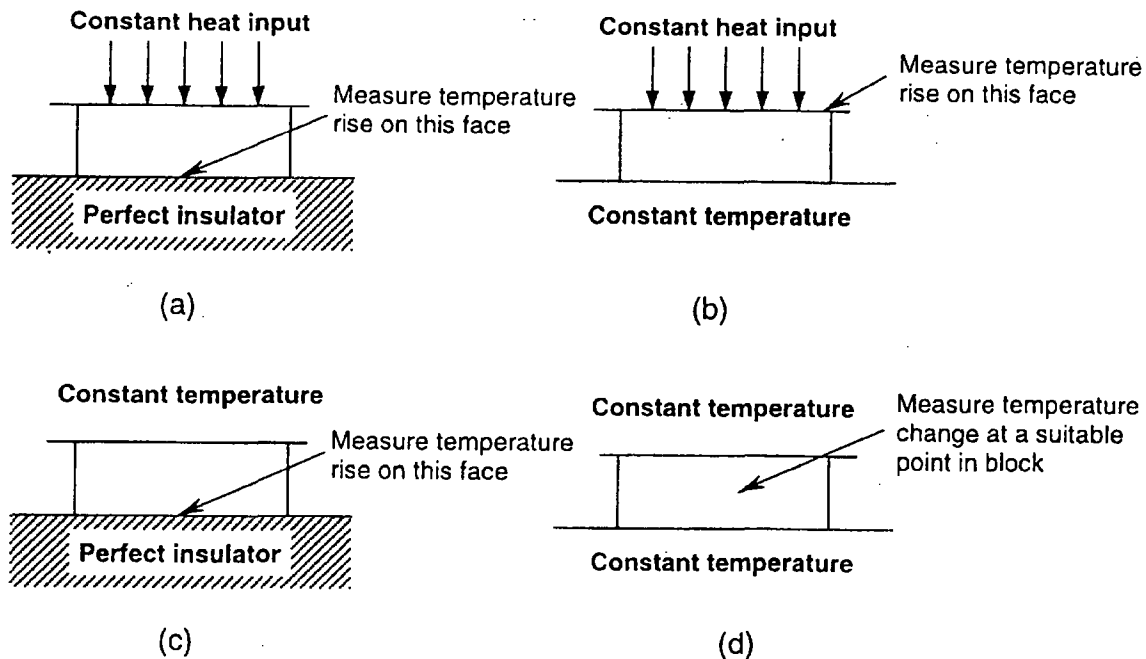 Constant heat input
Measure temperature
rise on this face
Perfect insulator
(a)
Constant heat input
Measure temperature
rise on this face
Constant temperature
(b)
Constant temperature
Measure temperature
rise on this face
Perfect insulator
(c)
Constant temperature
Measure temperature
change at a suitable
point in block
Constant temperature
(d)